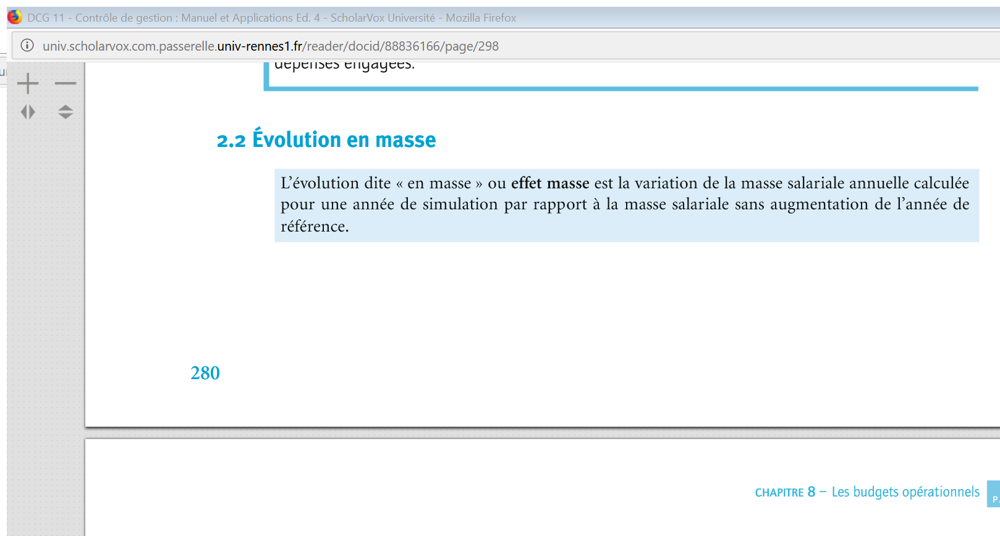 DCG 11 - Contrôle de gestion : Manuel et Applications Ed. 4 - ScholarVox Université - Mozilla Firefox
univ.scholarvox.com.passerelle.univ-rennes1.fr/reader/docid/88836166/page/298
dépenses engagées.
2.2 Évolution en masse
L’évolution dite « en masse » ou effet masse est la variation de la masse salariale annuelle calculée
pour une année de simulation par rapport à la masse salariale sans augmentation de l’année de
référence.
280
CHAPITRE 8 – Les budgets opérationnels